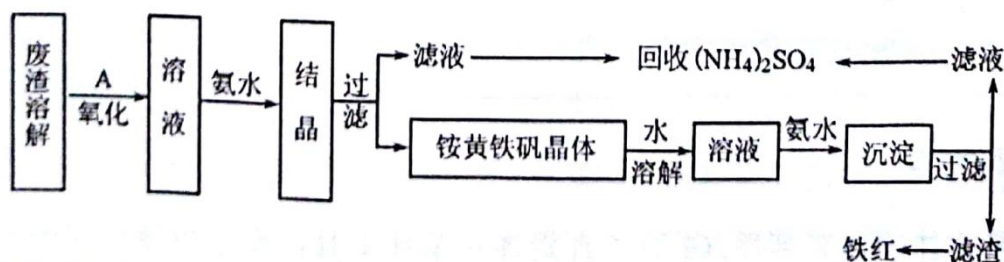 废渣溶解
A
氧化
溶液
氨水
结晶
过滤
滤液
回收(NH4)2SO4
滤液
铵黄铁矾晶体
水
溶解
溶液
氨水
沉淀
过滤
铁红
滤渣